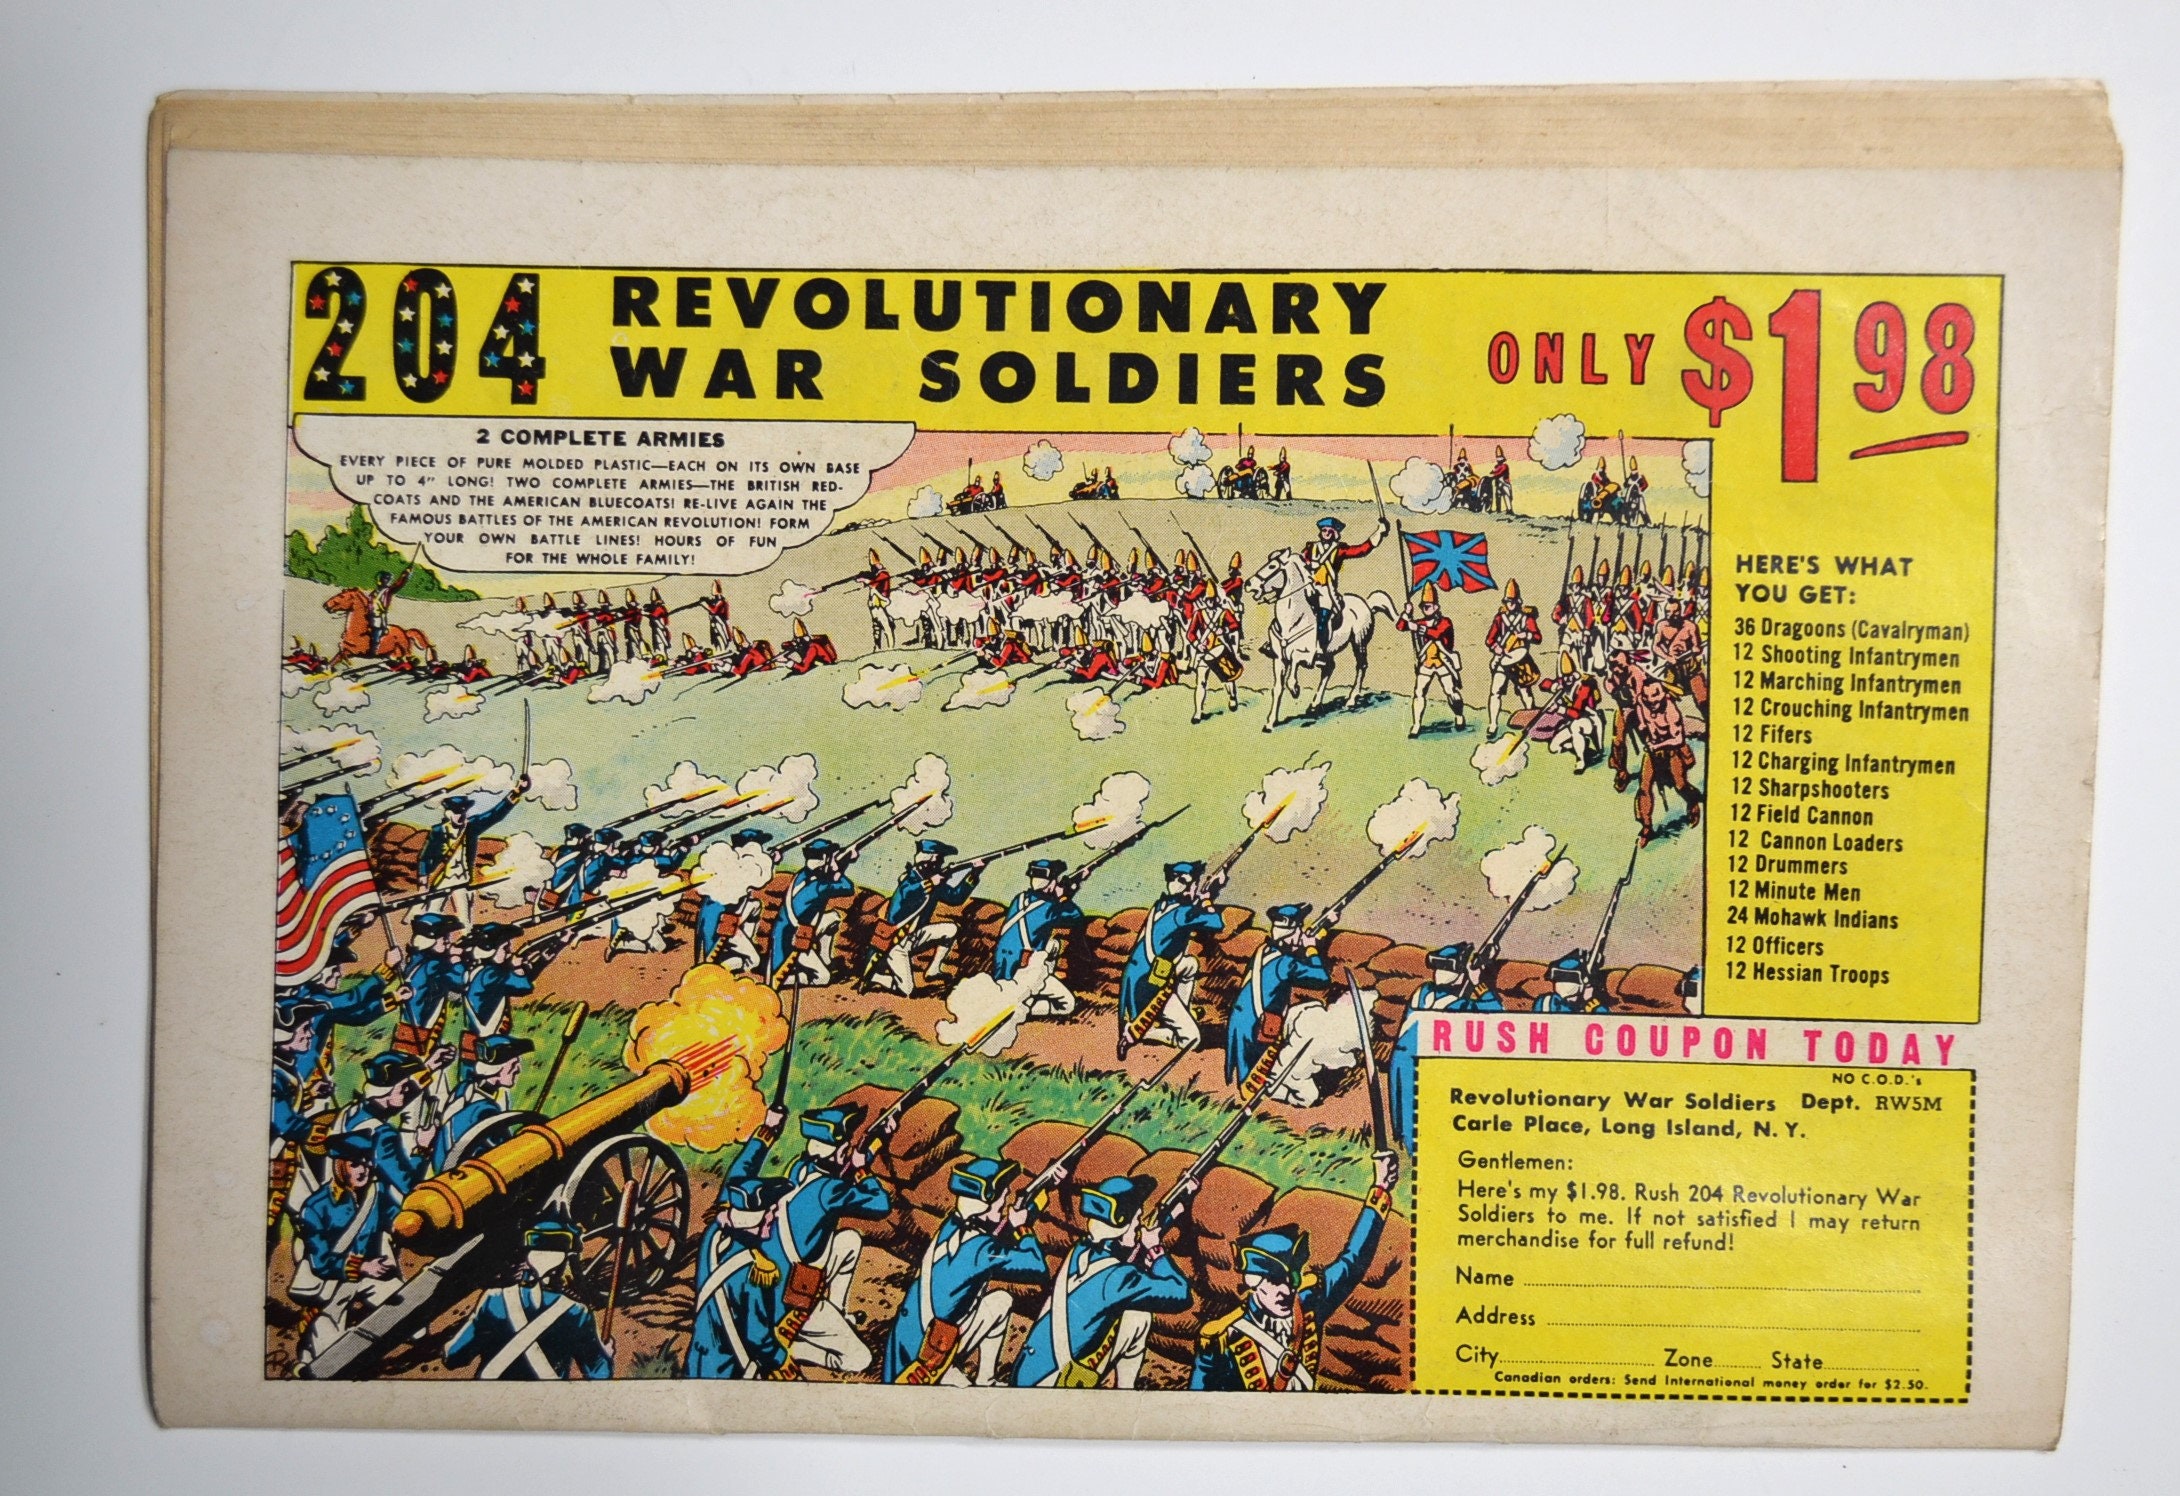 204 REVOLUTIONARY
WAR SOLDIERS
ONLY $1.98
2 COMPLETE ARMIES
EVERY PIECE OF PURE MOLDED PLASTIC—EACH ON ITS OWN BASE
UP TO 4" LONG! TWO COMPLETE ARMIES—THE BRITISH RED-
COATS AND THE AMERICAN BLUECOATS! RE-LIVE AGAIN THE
FAMOUS BATTLES OF THE AMERICAN REVOLUTION! FORM
YOUR OWN BATTLE LINES! HOURS OF FUN
FOR THE WHOLE FAMILY!
HERE'S WHAT
YOU GET:
36 Dragoons (Cavalryman)
12 Shooting Infantrymen
12 Marching Infantrymen
12 Crouching Infantrymen
12 Fifers
12 Charging Infantrymen
12 Sharpshooters
12 Field Cannon
12 Cannon Loaders
12 Drummers
12 Minute Men
24 Mohawk Indians
12 Officers
12 Hessian Troops
RUSH COUPON TODAY
NO C.O.D.'s
Revolutionary War Soldiers Dept. RW5M
Carle Place, Long Island, N. Y.
Gentlemen:
Here's my $1.98. Rush 204 Revolutionary War
Soldiers to me. If not satisfied I may return
merchandise for full refund!
Name
Address
City Zone State
Canadian orders: Send International money order for $2.50.